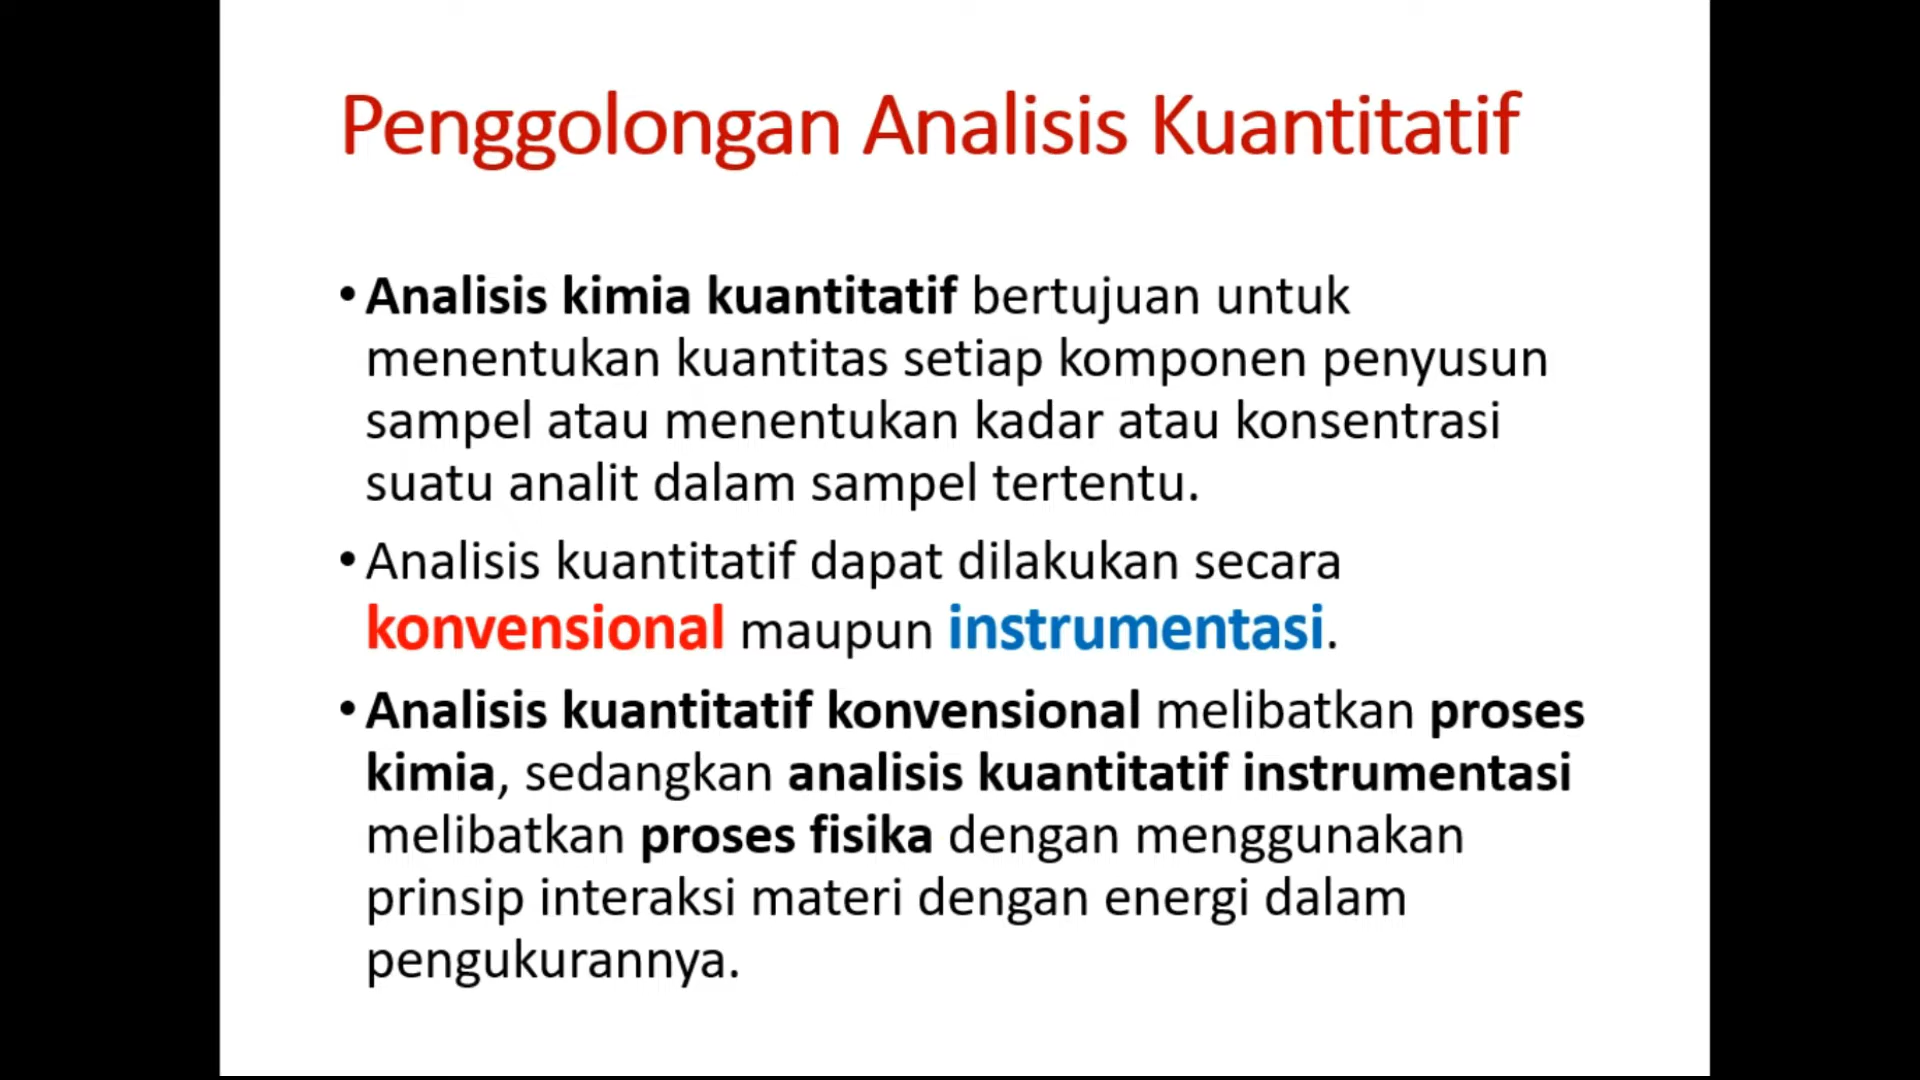 Penggolongan Analisis Kuantitatif
•Analisis kimia kuantitatif bertujuan untuk
menentukan kuantitas setiap komponen penyusun
sampel atau menentukan kadar atau konsentrasi
suatu analit dalam sampel tertentu.
•Analisis kuantitatif dapat dilakukan secara
konvensional maupun instrumentasi.
•Analisis kuantitatif konvensional melibatkan proses
kimia, sedangkan analisis kuantitatif instrumentasi
melibatkan proses fisika dengan menggunakan
prinsip interaksi materi dengan energi dalam
pengukurannya.